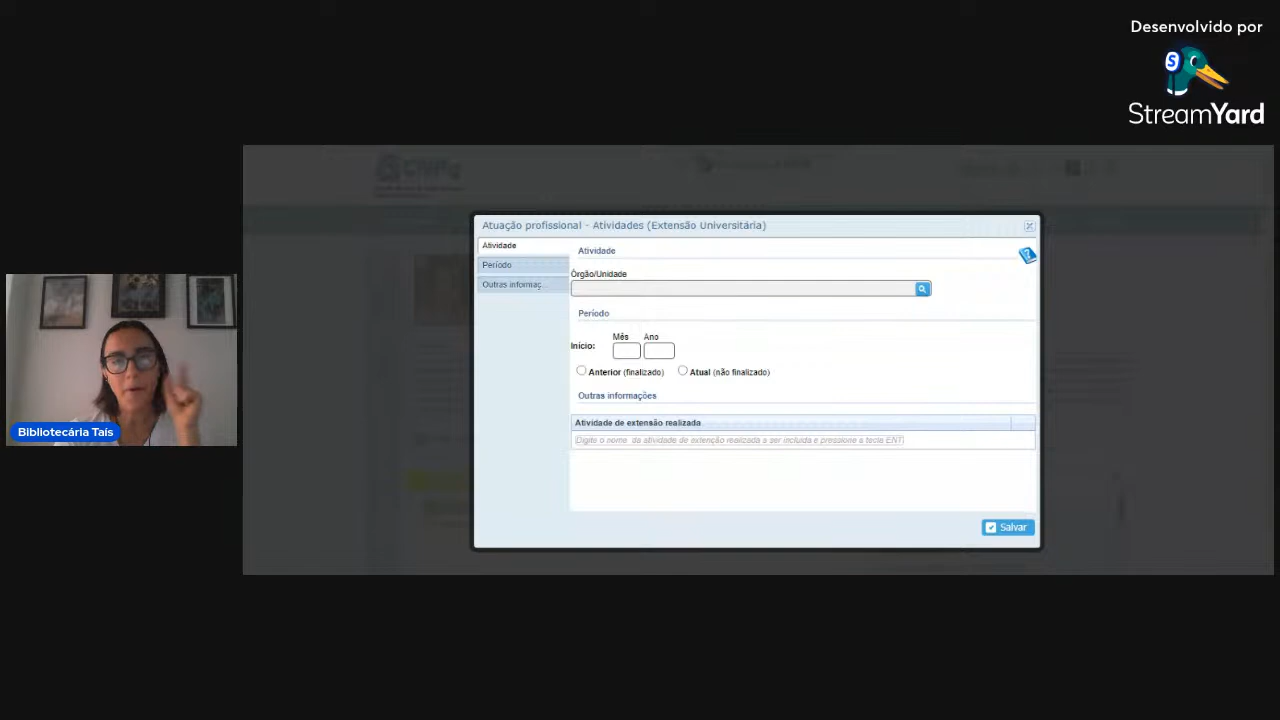 Desenvolvido por
StreamYard
Atuação profissional - Atividades (Extensão Universitária)
Atividade
Período
Outras informaç...
Atividade
Órgão/Unidade
Período
Mês Ano
Início:
Anterior (finalizado) Atual (não finalizado)
Outras informações
Atividade de extensão realizada
Digite o nome da atividade de extenção realizada a ser incluida e pressione a tecla ENT
Salvar
Bibliotecária Taís